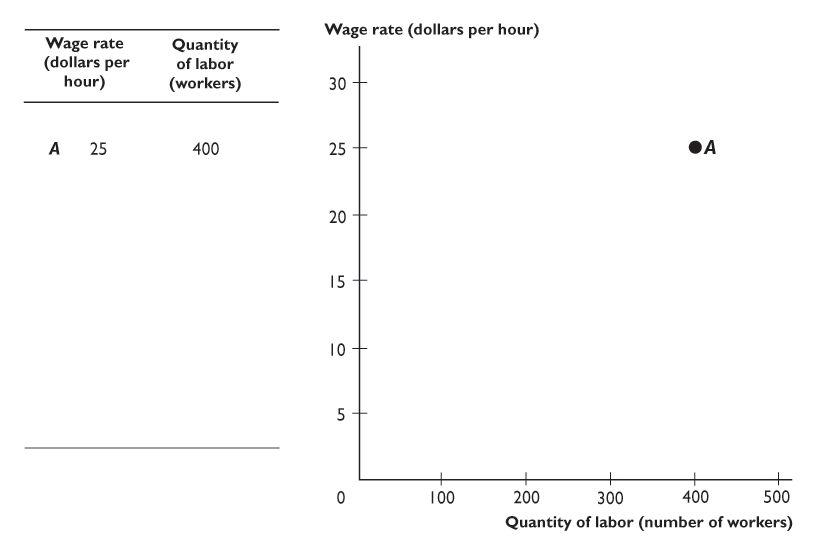 Wage rate (dollars per hour)
Wage rate
(dollars per
hour)
Quantity
of labor
(workers)
A 25 400
30
25
A
20
15
10
5
0 100 200 300 400 500
Quantity of labor (number of workers)